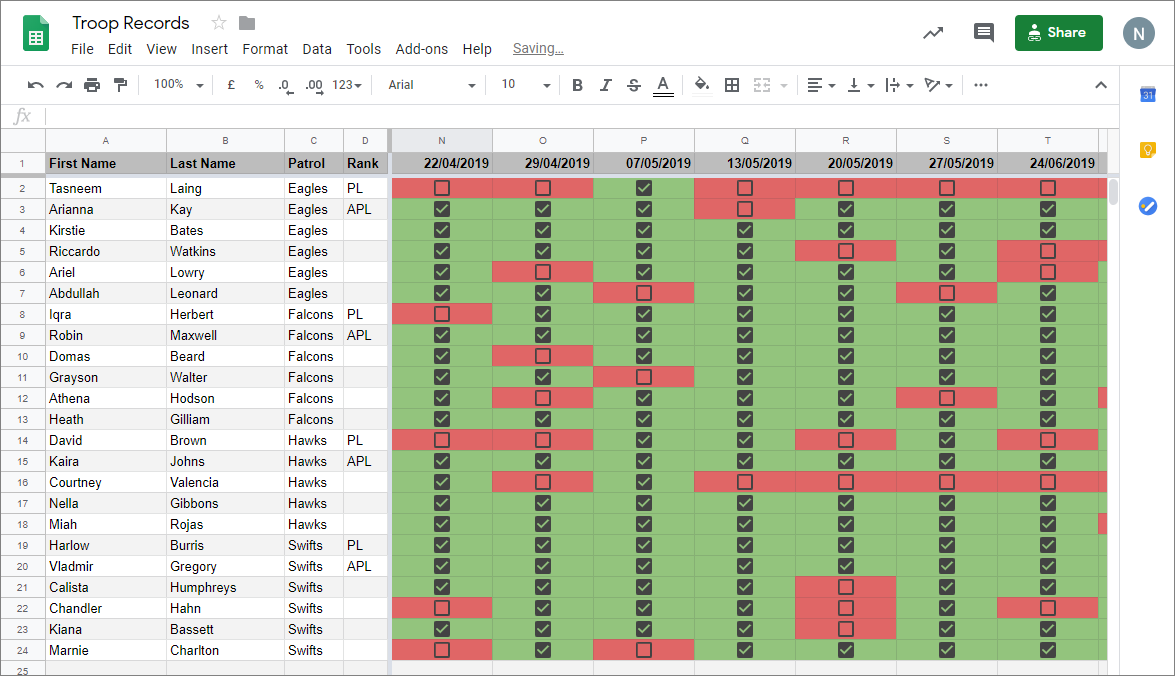 Troop Records
File Edit View Insert Format Data Tools Add-ons Help Saving...
Share
N
100% £ % .0 .00 123 Arial 10 B I S A
31
fx
A B C D N O P Q R S T
1 First Name Last Name Patrol Rank 22/04/2019 29/04/2019 07/05/2019 13/05/2019 20/05/2019 27/05/2019 24/06/2019
2 Tasneem Laing Eagles PL
3 Arianna Kay Eagles APL
4 Kirstie Bates Eagles
5 Riccardo Watkins Eagles
6 Ariel Lowry Eagles
7 Abdullah Leonard Eagles
8 Iqra Herbert Falcons PL
9 Robin Maxwell Falcons APL
10 Domas Beard Falcons
11 Grayson Walter Falcons
12 Athena Hodson Falcons
13 Heath Gilliam Falcons
14 David Brown Hawks PL
15 Kaira Johns Hawks APL
16 Courtney Valencia Hawks
17 Nella Gibbons Hawks
18 Miah Rojas Hawks
19 Harlow Burris Swifts PL
20 Vladmir Gregory Swifts APL
21 Calista Humphreys Swifts
22 Chandler Hahn Swifts
23 Kiana Bassett Swifts
24 Marnie Charlton Swifts
25